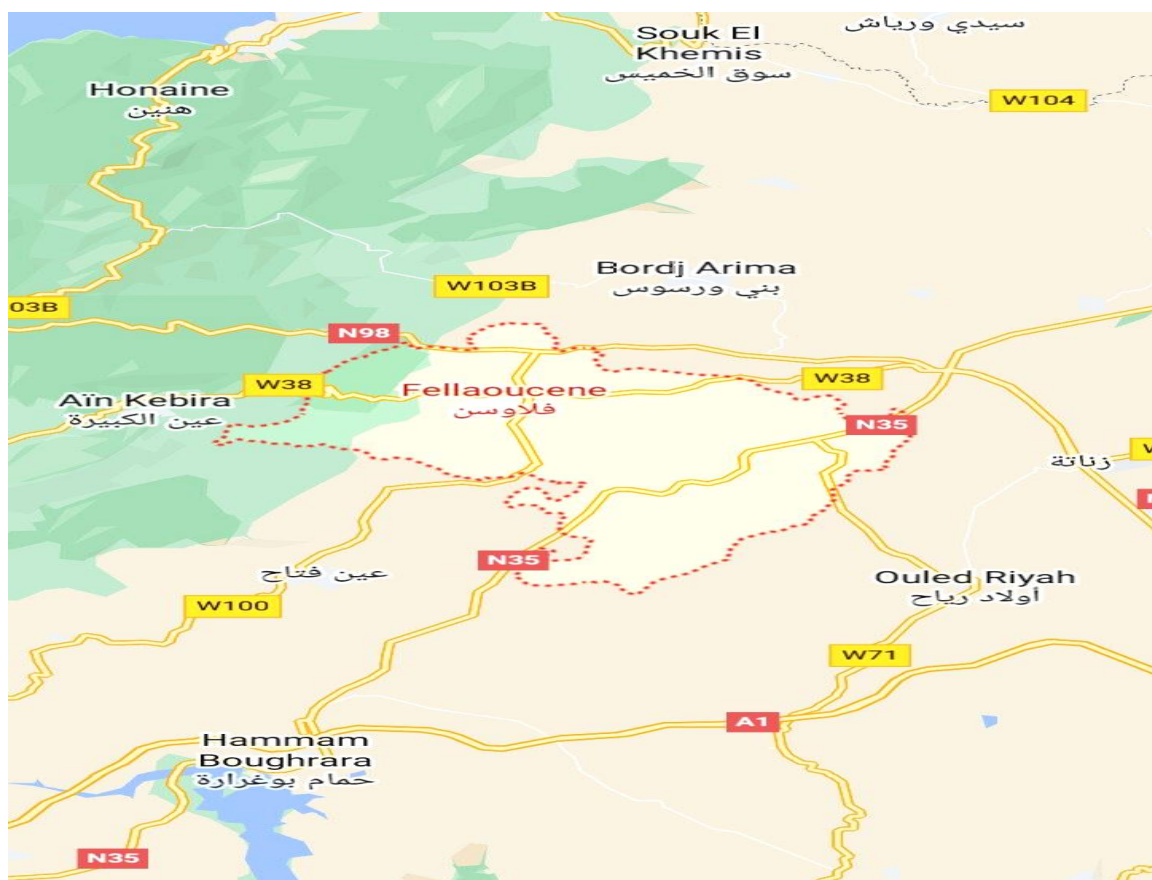 سيدي ورياش
Souk El
Khemis
سوق الخميس
Honaine
هنين
W104
Bordj Arima
بني ورسوس
W103B
03B
N98
W38
W38
Fellaoucene
فلاوسن
Aïn Kebira
عين الكبيرة
N35
زناتة
W
N
N35
عين فتاح
Ouled Riyah
أولاد رياح
W100
W71
A1
Hammam
Boughrara
حمام بوغرارة
N35